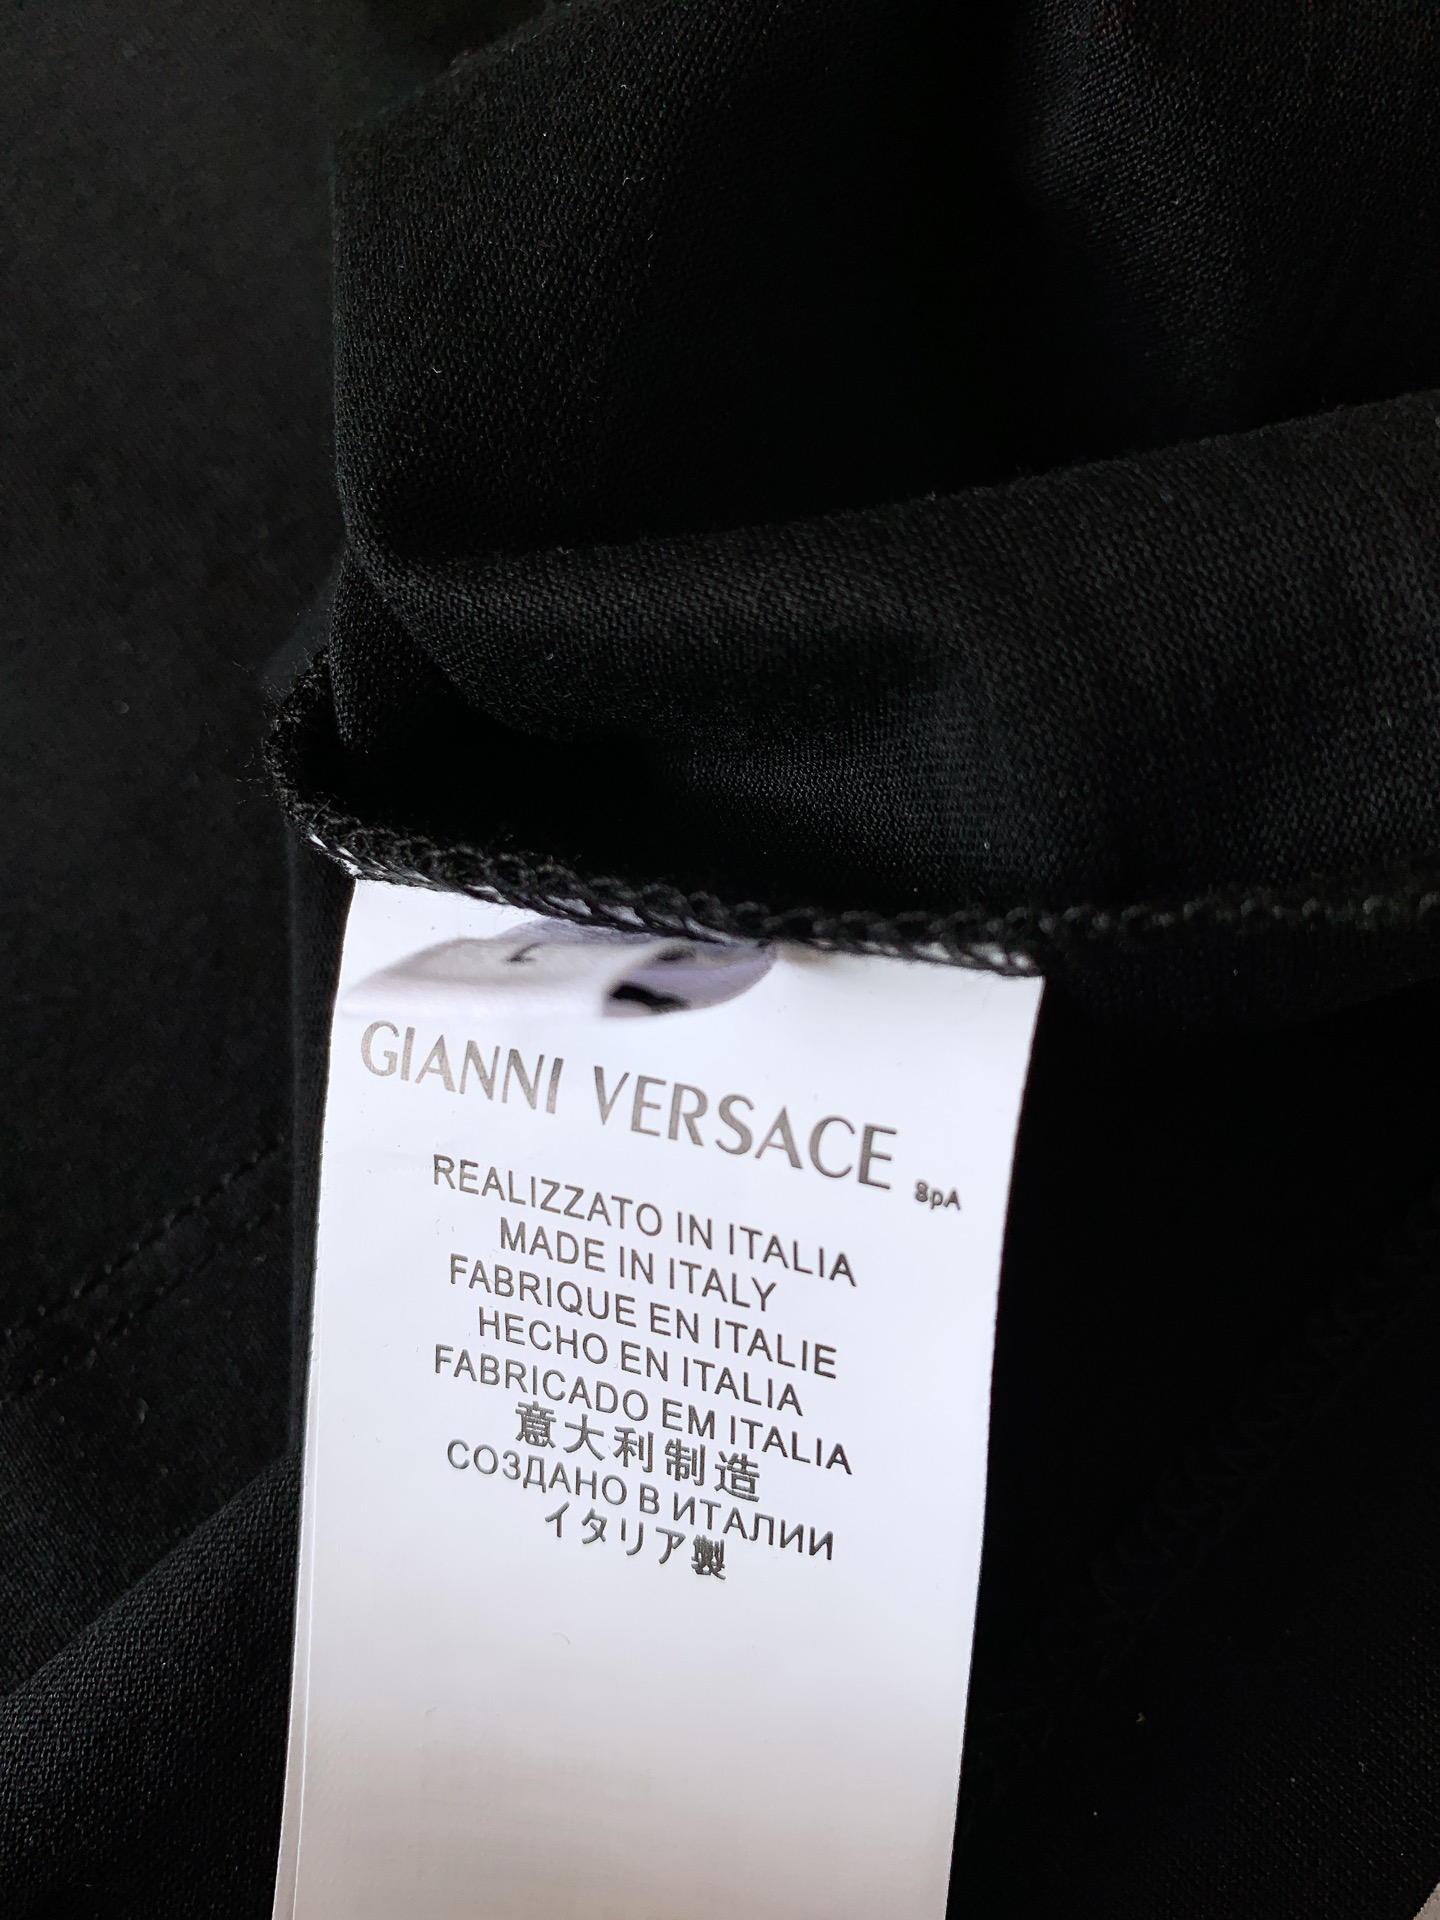 GIANNI VERSACE SpA
REALIZZATO IN ITALIA
MADE IN ITALY
FABRIQUE EN ITALIE
HECHO EN ITALIA
FABRICADO EM ITALIA
意大利制造
СОЗДАНО В ИТАЛИИ
イタリア製